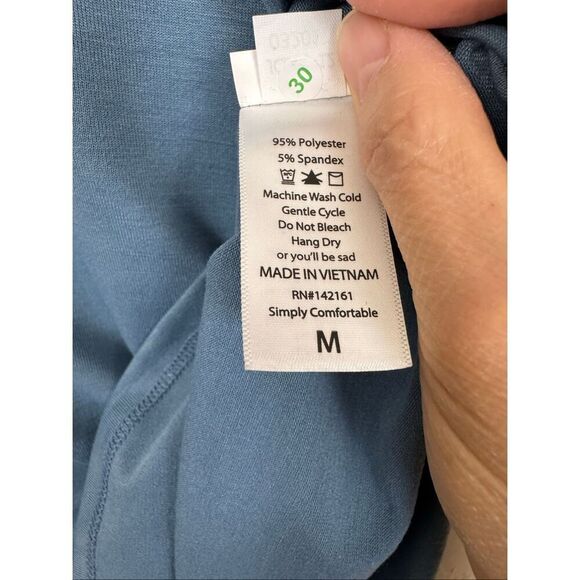 30
95% Polyester
5% Spandex
Machine Wash Cold
Gentle Cycle
Do Not Bleach
Hang Dry
or you'll be sad
MADE IN VIETNAM
RN#142161
Simply Comfortable
M